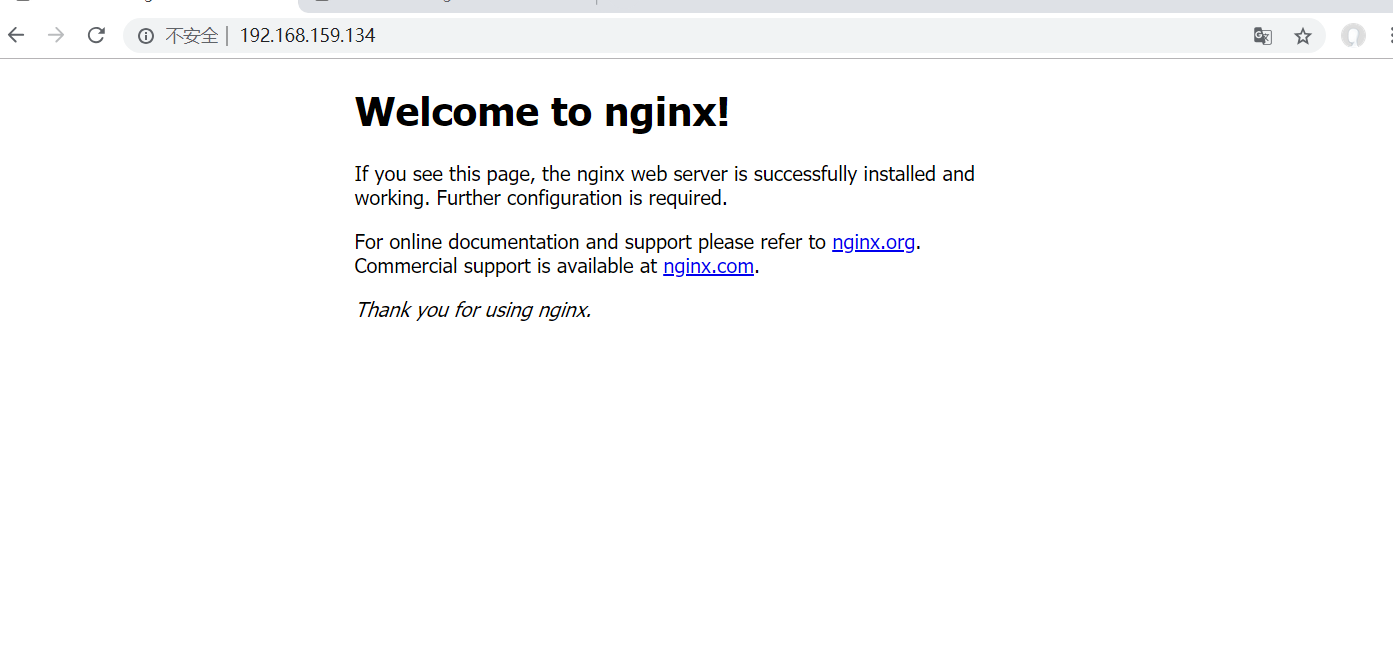 不安全 | 192.168.159.134
Welcome to nginx!
If you see this page, the nginx web server is successfully installed and
working. Further configuration is required.
For online documentation and support please refer to nginx.org.
Commercial support is available at nginx.com.
Thank you for using nginx.